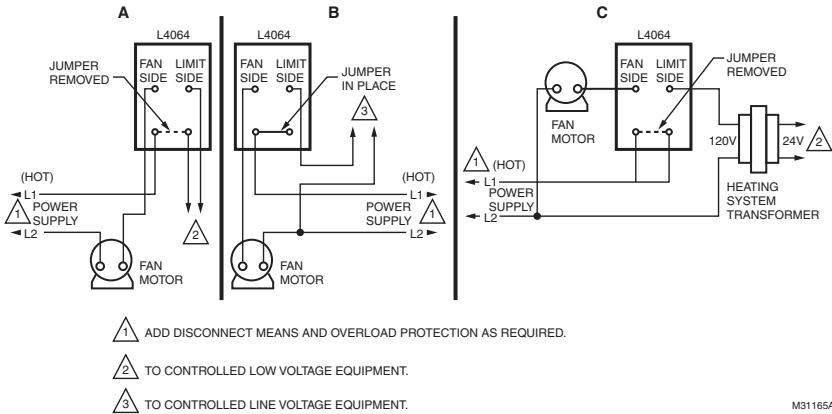 A
L4064
FAN SIDE
LIMIT SIDE
JUMPER REMOVED
(HOT)
L1
1
POWER SUPPLY
L2
2
FAN MOTOR
B
L4064
FAN SIDE
LIMIT SIDE
JUMPER IN PLACE
3
(HOT)
L1
POWER SUPPLY
1
L2
FAN MOTOR
C
L4064
FAN SIDE
LIMIT SIDE
JUMPER REMOVED
FAN MOTOR
120V
24V
2
1
(HOT)
L1
POWER SUPPLY
L2
HEATING SYSTEM TRANSFORMER
1 ADD DISCONNECT MEANS AND OVERLOAD PROTECTION AS REQUIRED.
2 TO CONTROLLED LOW VOLTAGE EQUIPMENT.
3 TO CONTROLLED LINE VOLTAGE EQUIPMENT.
M31165A